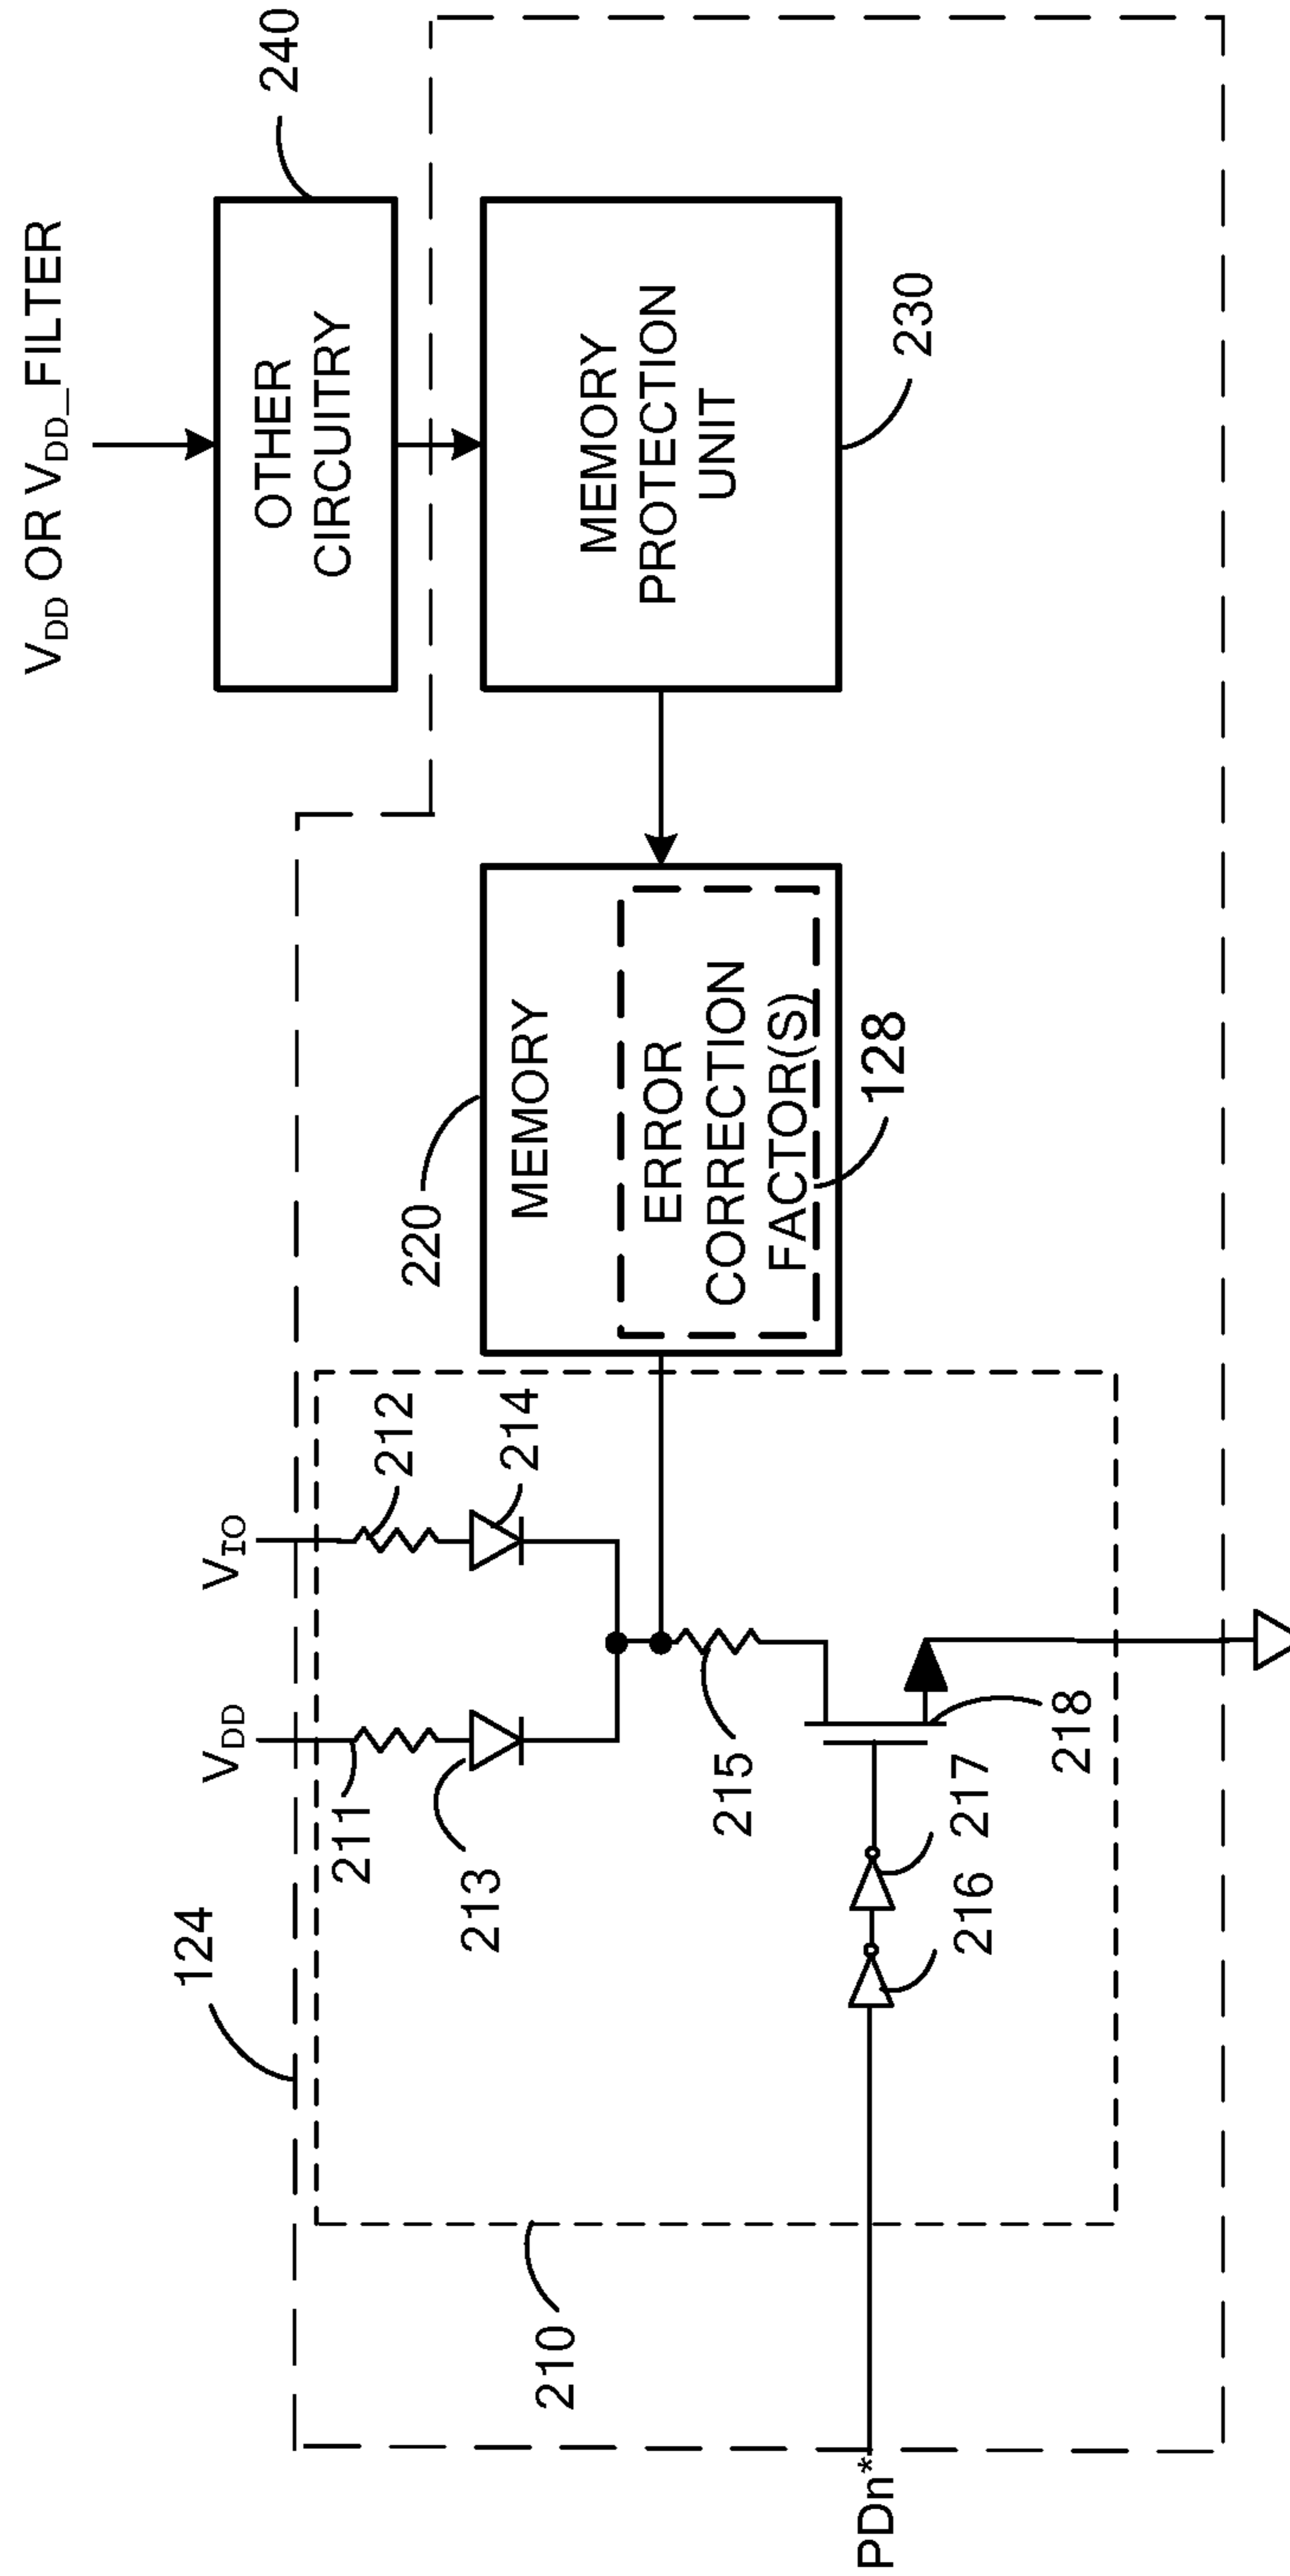 V_DD OR V_DD_FILTER
240
OTHER
CIRCUITRY
124
V_DD
V_IO
211
212
213
214
220
MEMORY
ERROR
CORRECTION
FACTOR(S)
128
MEMORY
PROTECTION
UNIT
230
210
215
PDn*
216
217
218